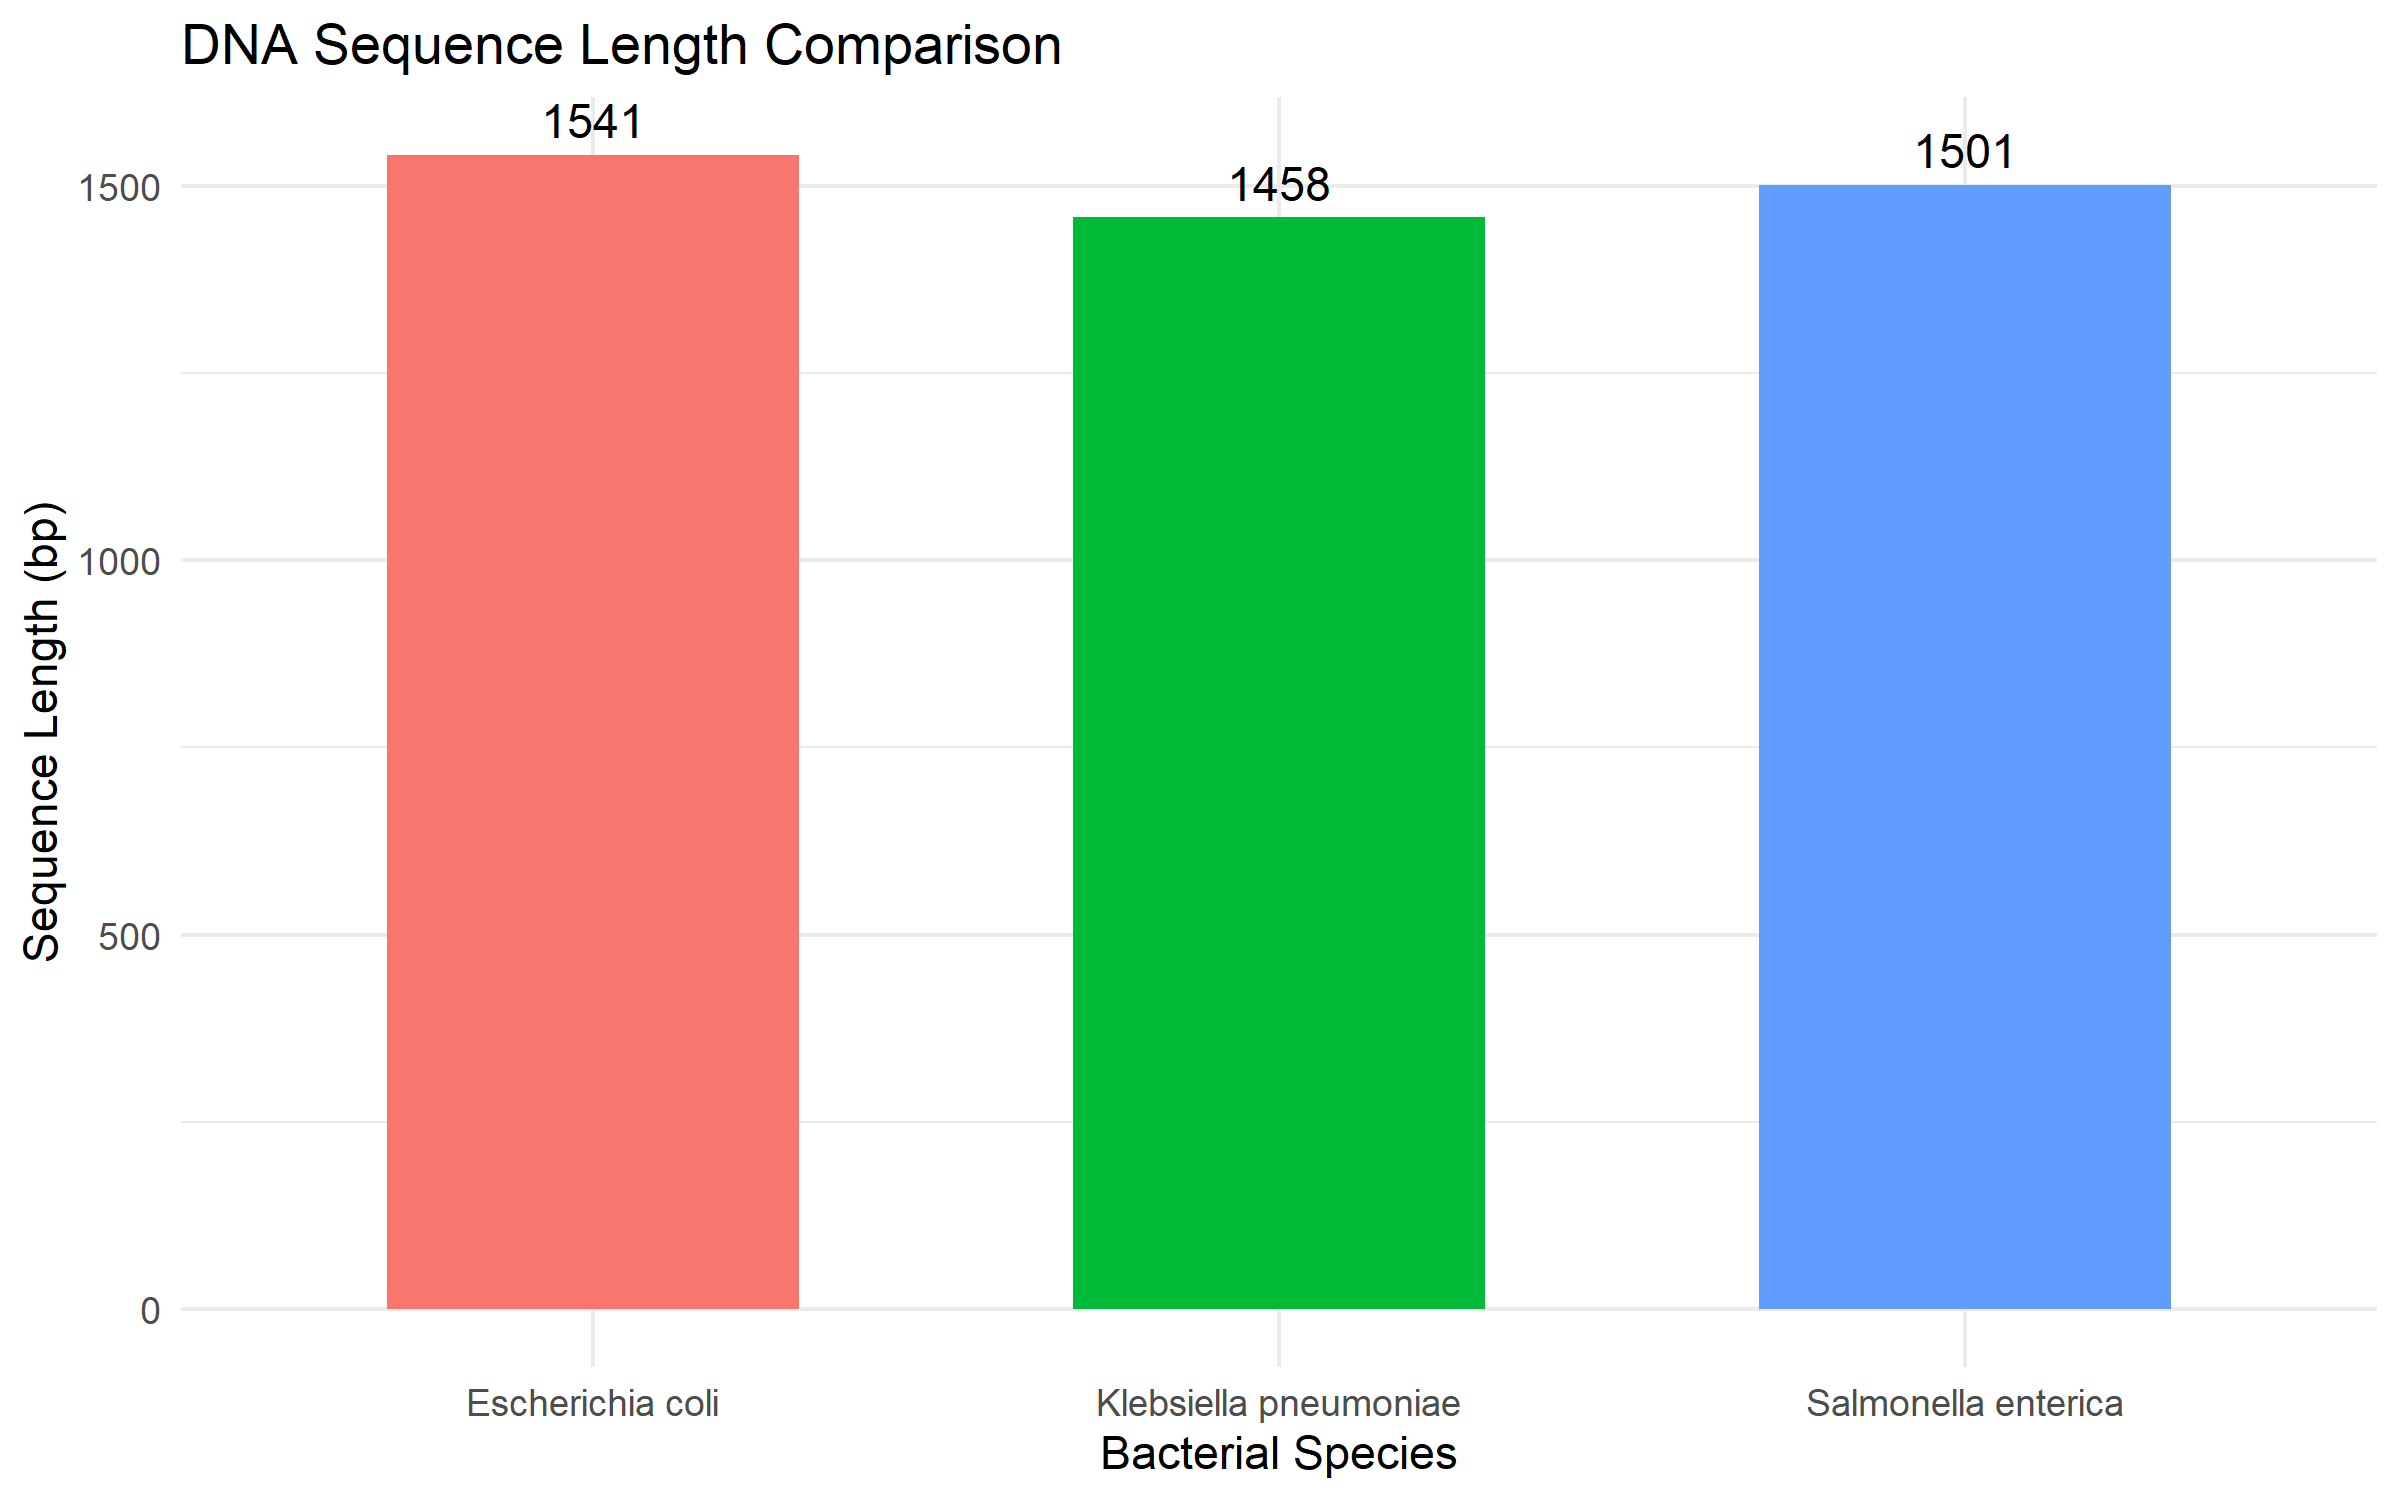 DNA Sequence Length Comparison
1541
1458
1501
1500
1000
500
0
Sequence Length (bp)
Escherichia coli
Klebsiella pneumoniae
Salmonella enterica
Bacterial Species